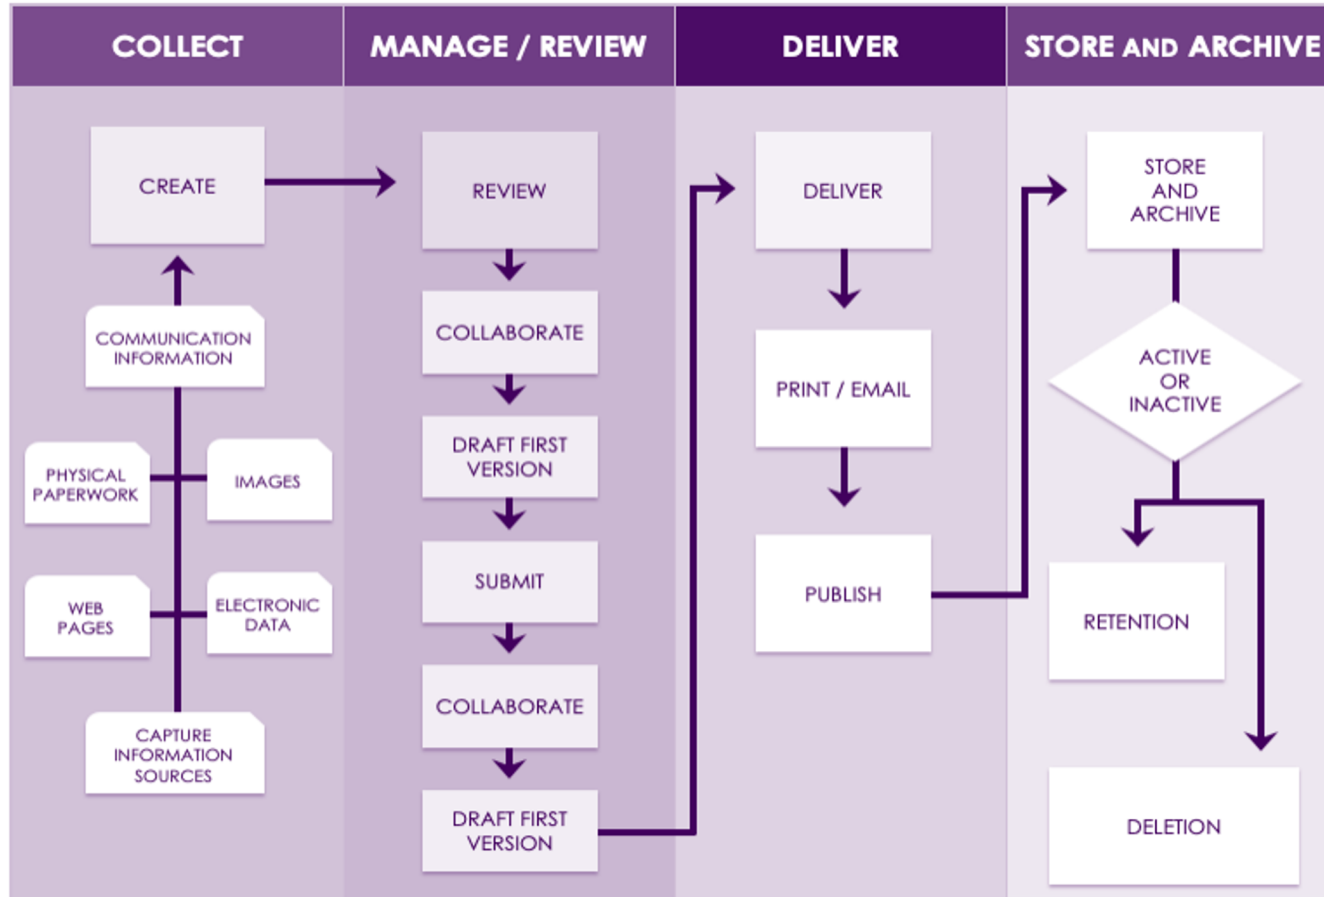 COLLECT
MANAGE / REVIEW
DELIVER
STORE AND ARCHIVE
CREATE
COMMUNICATION
INFORMATION
PHYSICAL
PAPERWORK
IMAGES
WEB
PAGES
ELECTRONIC
DATA
CAPTURE
INFORMATION
SOURCES
REVIEW
COLLABORATE
DRAFT FIRST
VERSION
SUBMIT
COLLABORATE
DRAFT FIRST
VERSION
DELIVER
PRINT / EMAIL
PUBLISH
STORE
AND
ARCHIVE
ACTIVE
OR
INACTIVE
RETENTION
DELETION